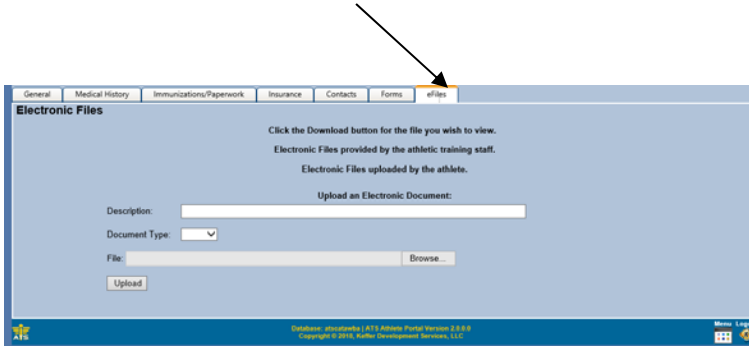 General Medical History Immunizations/Paperwork Insurance Contacts Forms eFiles
Electronic Files
Click the Download button for the file you wish to view.
Electronic Files provided by the athletic training staff.
Electronic Files uploaded by the athlete.
Upload an Electronic Document:
Description:
Document Type:
File: Browse...
Upload
ATS
Database: atscatawba | ATS Athlete Portal Version 2.0.0.0
Copyright © 2010, Keffer Development Services, LLC
Menu